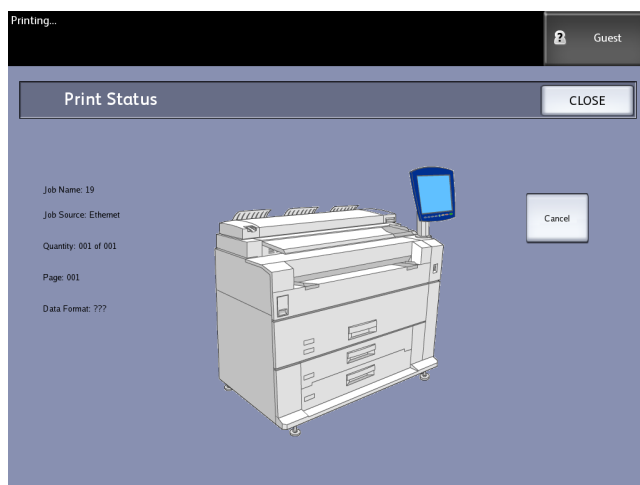 Printing...
Guest
Print Status
CLOSE
Job Name: 19
Job Source: Ethernet
Cancel
Quantity: 001 of 001
Page: 001
Data Format: ???